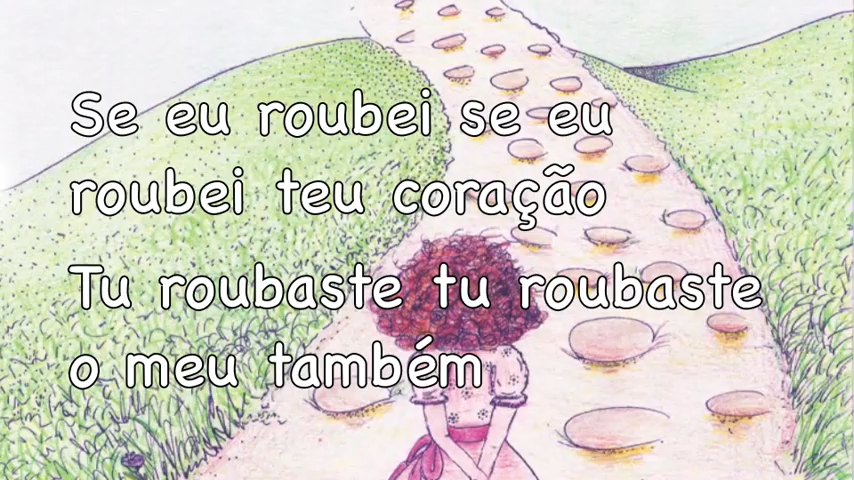 Se eu roubei se eu
roubei teu coração
Tu roubaste tu roubaste
o meu também